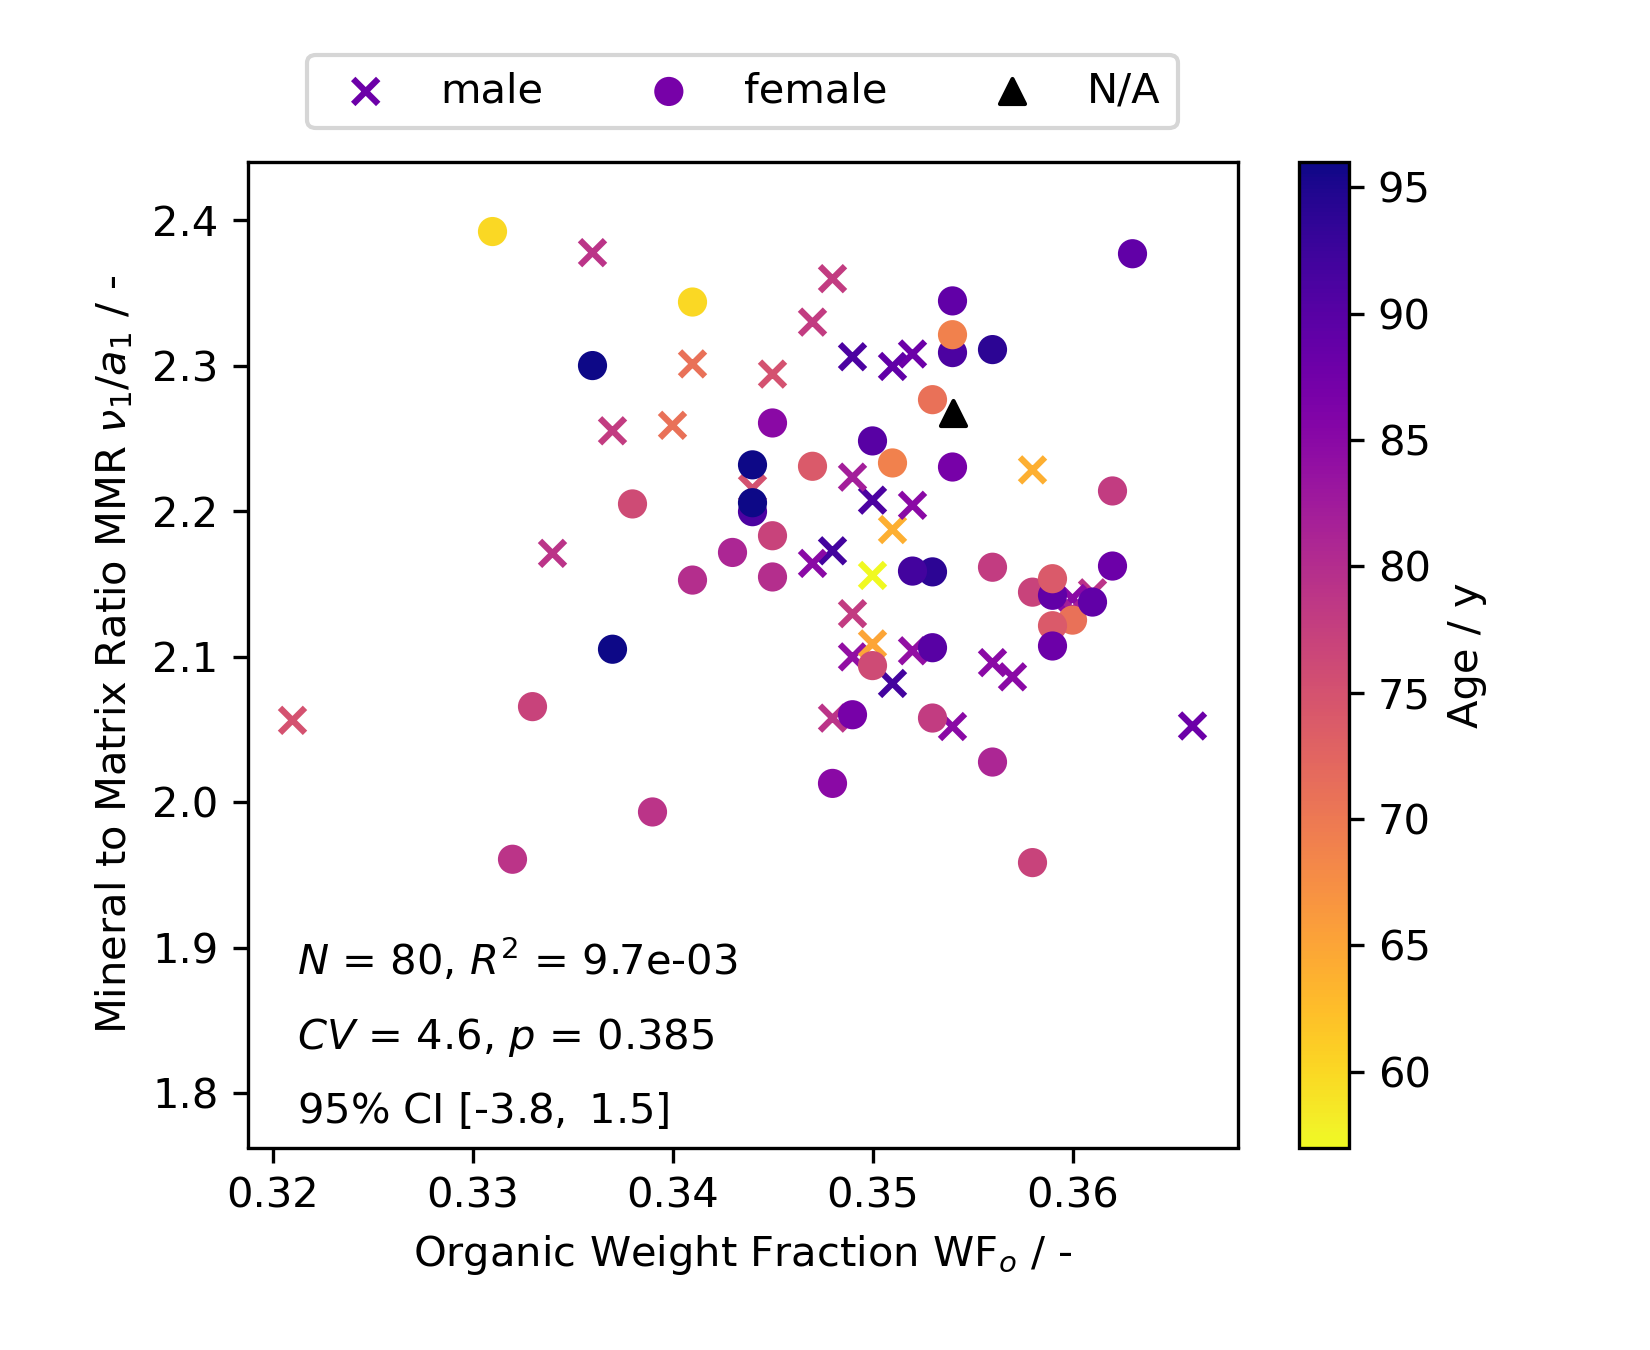 male female N/A
Mineral to Matrix Ratio MMR ν₁/a₁ / -
2.4
2.3
2.2
2.1
2.0
1.9
1.8
N = 80, R² = 9.7e-03
CV = 4.6, p = 0.385
95% CI [-3.8, 1.5]
0.32 0.33 0.34 0.35 0.36
Organic Weight Fraction WFₒ / -
95
90
85
80
75
70
65
60
Age / y